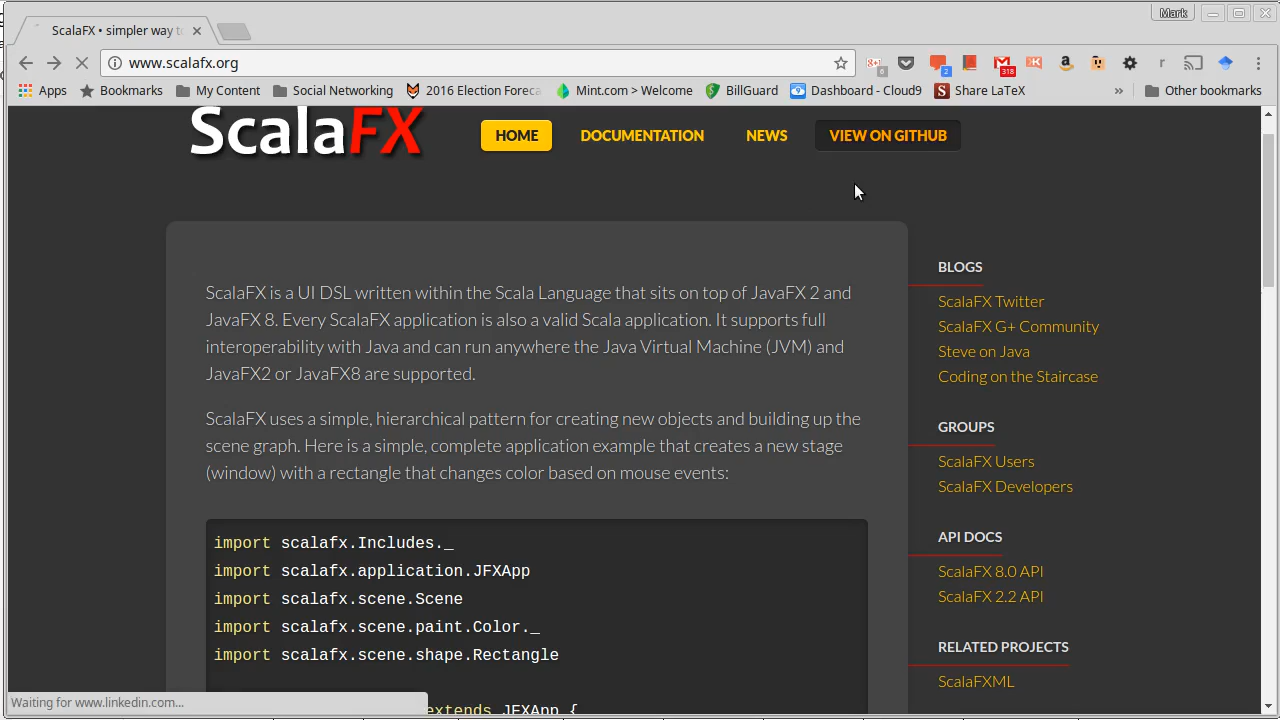 Mark
ScalaFX • simpler way to
www.scalafx.org
6
2
318
r
Apps
Bookmarks
My Content
Social Networking
2016 Election Foreca
Mint.com > Welcome
BillGuard
Dashboard - Cloud9
Share LaTeX
»
Other bookmarks
ScalaFX
HOME
DOCUMENTATION
NEWS
VIEW ON GITHUB
ScalaFX is a UI DSL written within the Scala Language that sits on top of JavaFX 2 and
JavaFX 8. Every ScalaFX application is also a valid Scala application. It supports full
interoperability with Java and can run anywhere the Java Virtual Machine (JVM) and
JavaFX2 or JavaFX8 are supported.
ScalaFX uses a simple, hierarchical pattern for creating new objects and building up the
scene graph. Here is a simple, complete application example that creates a new stage
(window) with a rectangle that changes color based on mouse events:
import scalafx.Includes._
import scalafx.application.JFXApp
import scalafx.scene.Scene
import scalafx.scene.paint.Color._
import scalafx.scene.shape.Rectangle
extends JFXApp {
BLOGS
ScalaFX Twitter
ScalaFX G+ Community
Steve on Java
Coding on the Staircase
GROUPS
ScalaFX Users
ScalaFX Developers
API DOCS
ScalaFX 8.0 API
ScalaFX 2.2 API
RELATED PROJECTS
ScalaFXML
Waiting for www.linkedin.com...